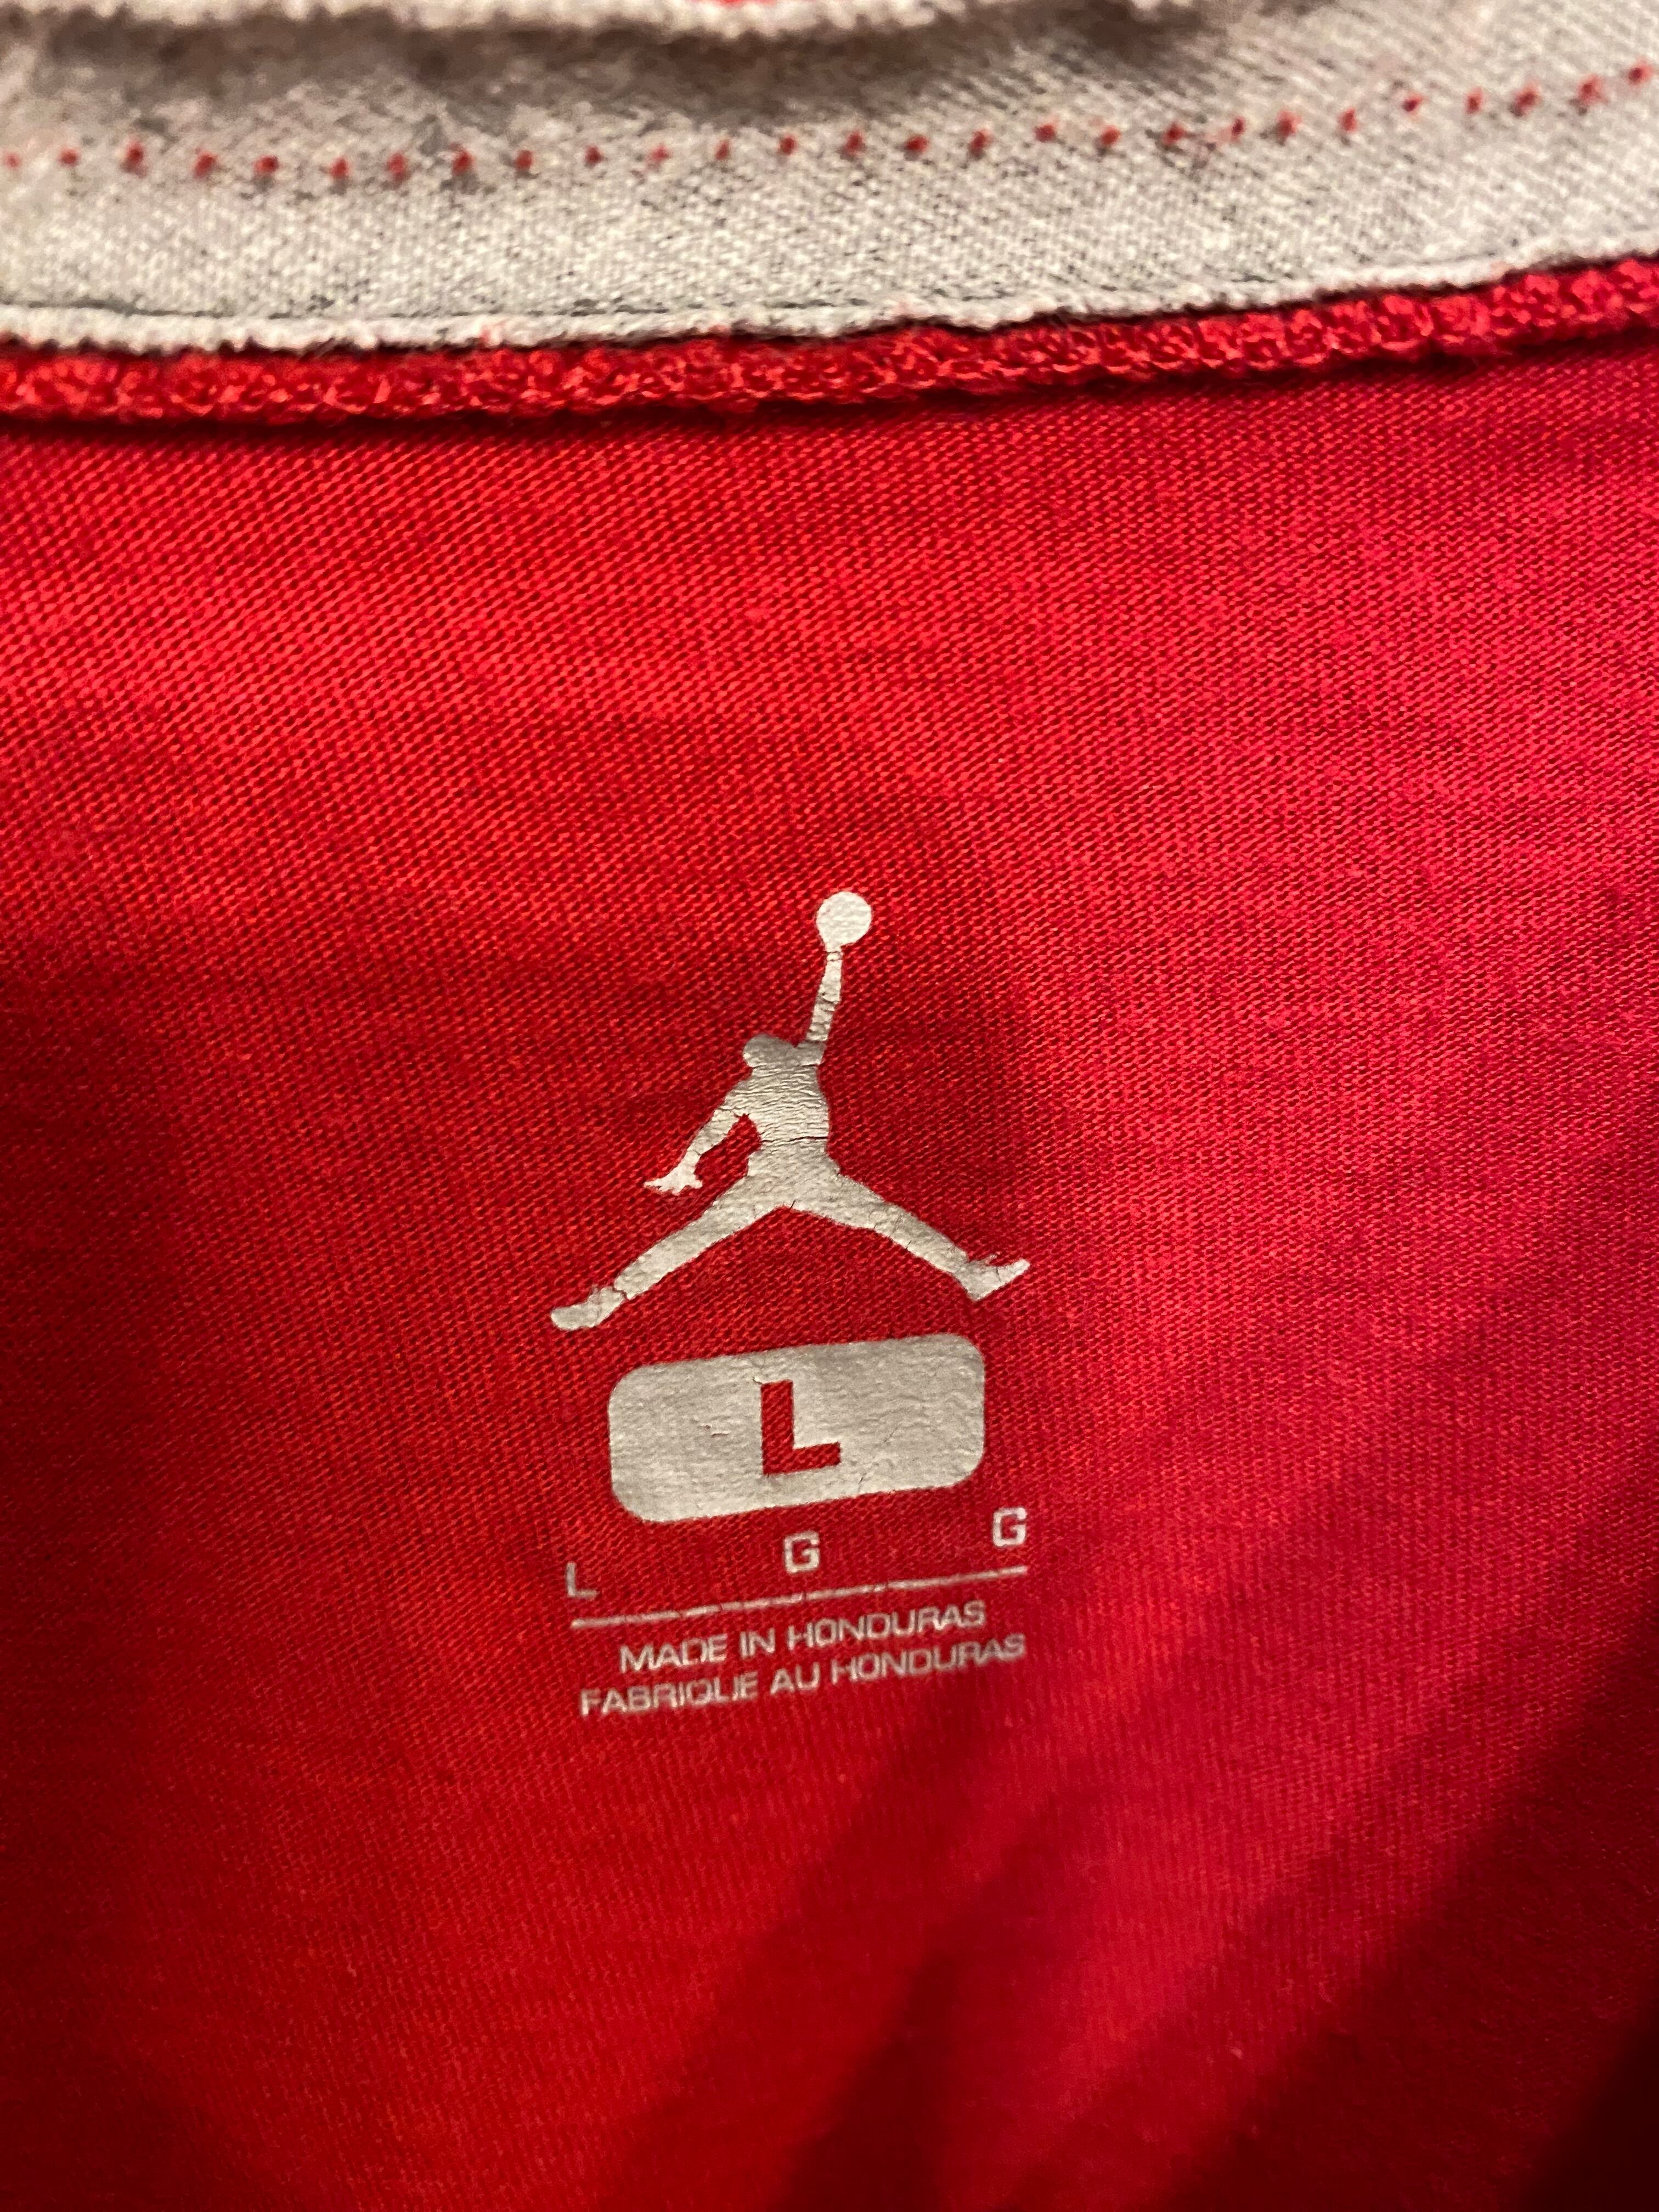 L
L G G
MADE IN HONDURAS
FABRIQUE AU HONDURAS